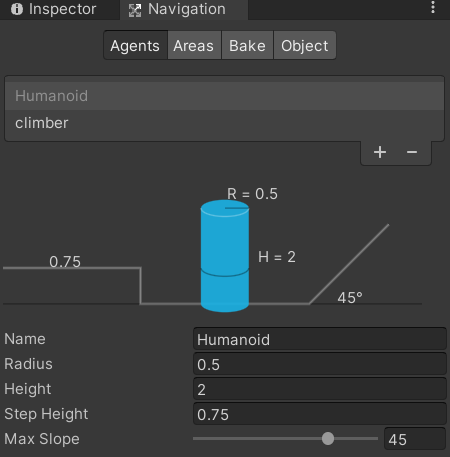 Inspector Navigation
Agents Areas Bake Object
Humanoid
climber
+ −
R = 0.5
0.75
H = 2
45°
Name Humanoid
Radius 0.5
Height 2
Step Height 0.75
Max Slope 45